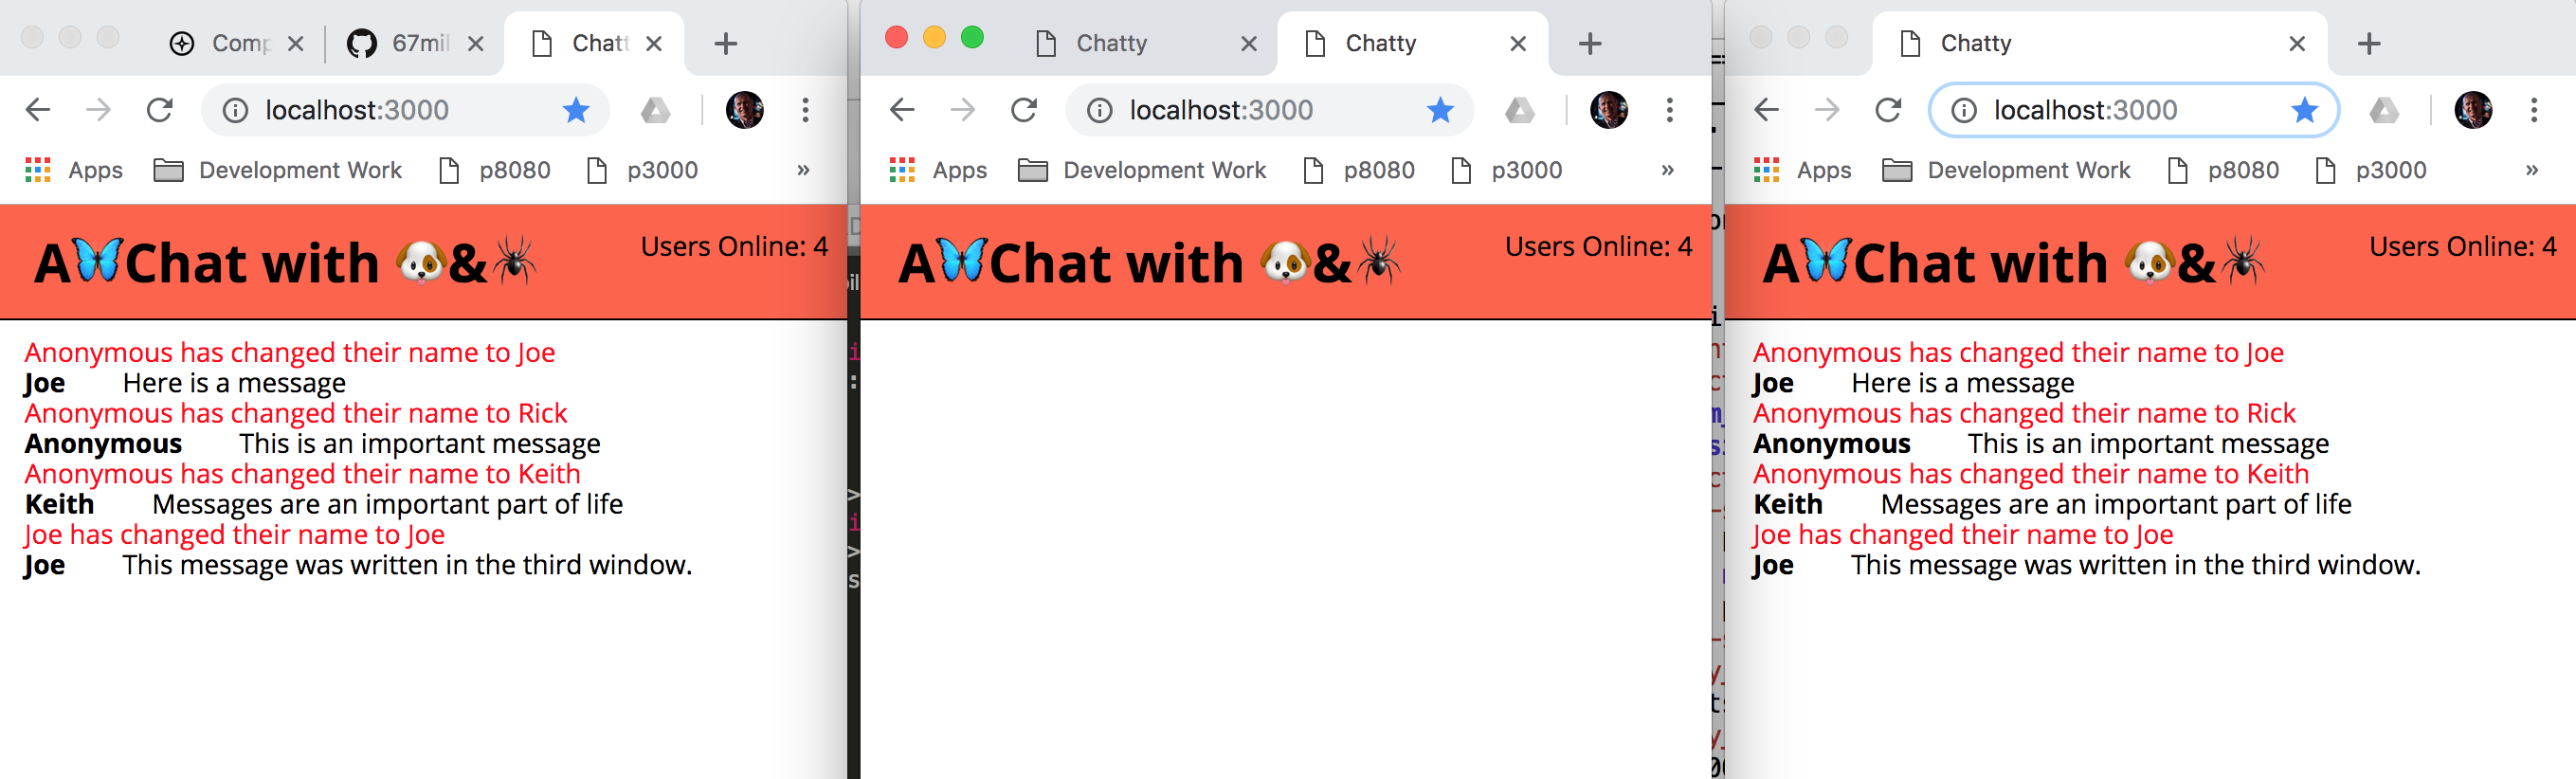 Comp
67mil
Chatt
localhost:3000
Apps Development Work p8080 p3000 »
A🦋Chat with 🐶&🕷
Users Online: 4
Anonymous has changed their name to Joe
Joe Here is a message
Anonymous has changed their name to Rick
Anonymous This is an important message
Anonymous has changed their name to Keith
Keith Messages are an important part of life
Joe has changed their name to Joe
Joe This message was written in the third window.
Chatty
Chatty
localhost:3000
Apps Development Work p8080 p3000 »
A🦋Chat with 🐶&🕷
Users Online: 4
Chatty
localhost:3000
Apps Development Work p8080 p3000 »
A🦋Chat with 🐶&🕷
Users Online: 4
Anonymous has changed their name to Joe
Joe Here is a message
Anonymous has changed their name to Rick
Anonymous This is an important message
Anonymous has changed their name to Keith
Keith Messages are an important part of life
Joe has changed their name to Joe
Joe This message was written in the third window.